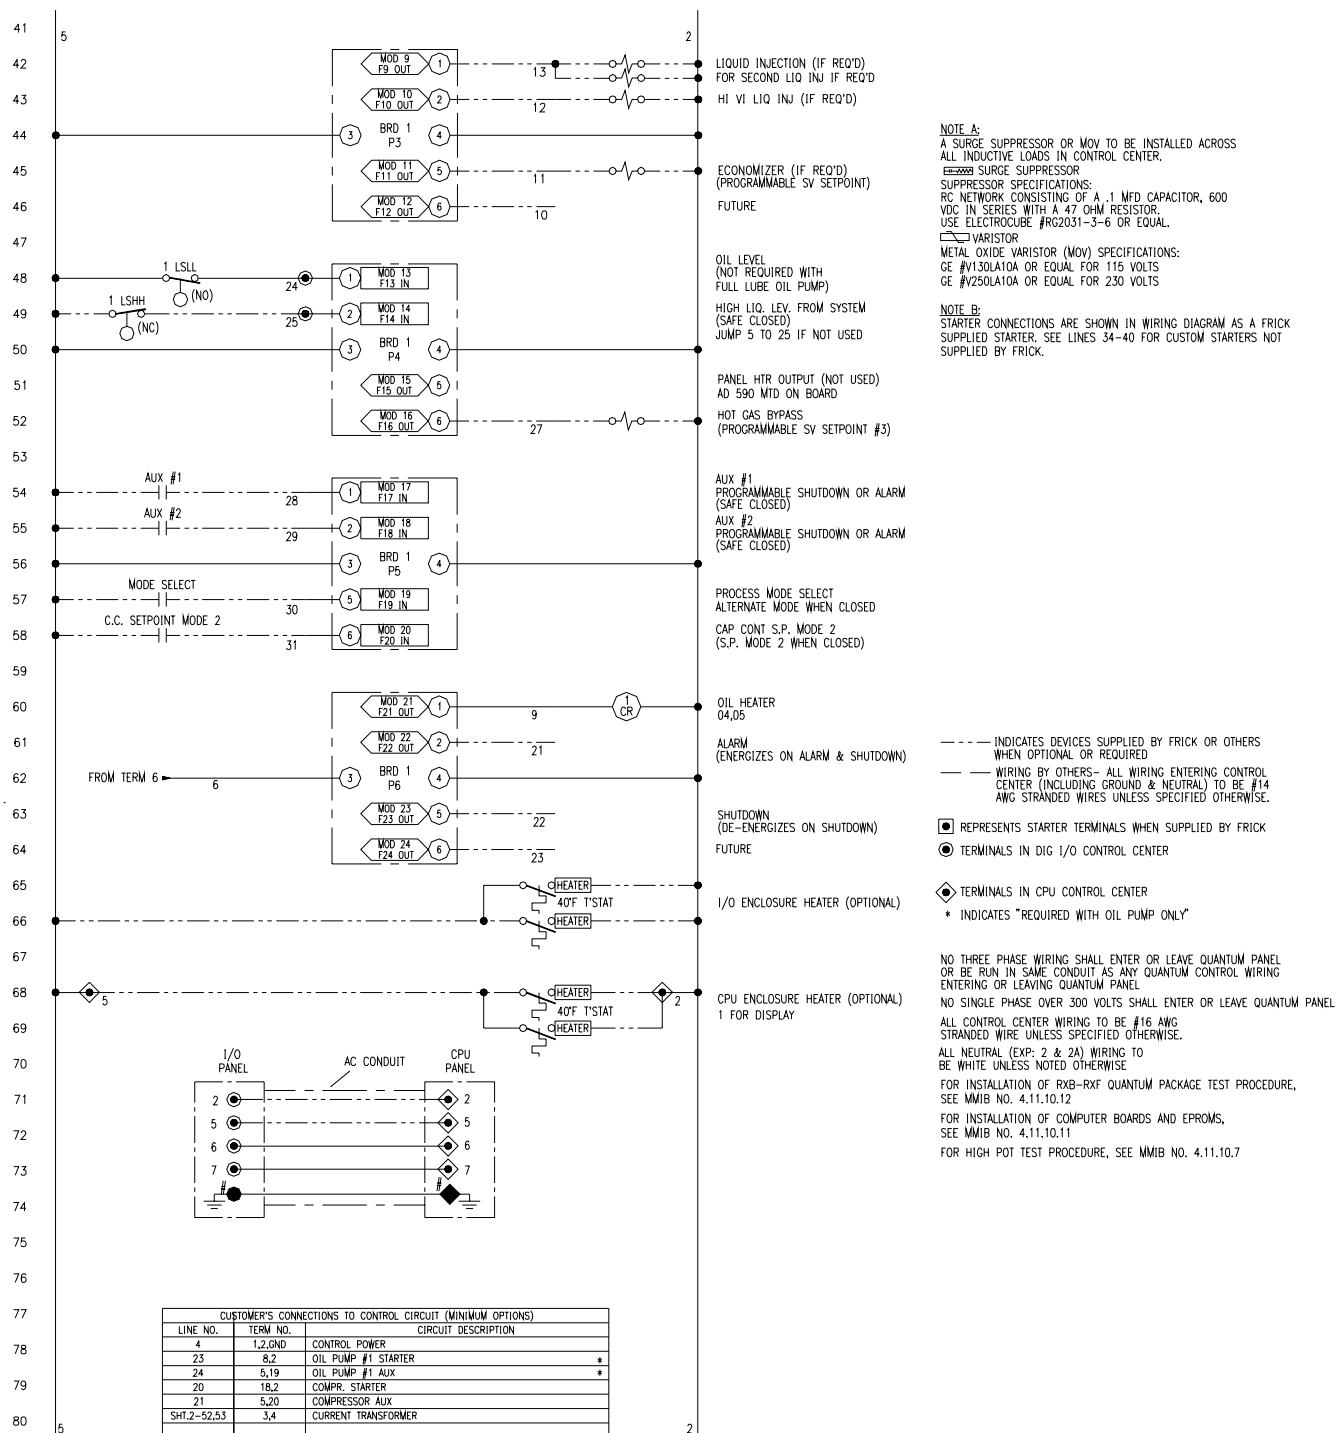 41
5
2
42
MOD 9
F9 OUT
1
13
LIQUID INJECTION (IF REQ'D)
FOR SECOND LIQ INJ IF REQ'D
43
MOD 10
F10 OUT
2
12
HI VI LIQ INJ (IF REQ'D)
44
3
BRD 1
P3
4
45
MOD 11
F11 OUT
5
11
ECONOMIZER (IF REQ'D)
(PROGRAMMABLE SV SETPOINT)
46
MOD 12
F12 OUT
6
10
FUTURE
47
48
1 LSLL
(NO)
24
1
MOD 13
F13 IN
OIL LEVEL
(NOT REQUIRED WITH
FULL LUBE OIL PUMP)
49
1 LSHH
(NC)
25
2
MOD 14
F14 IN
HIGH LIQ. LEV. FROM SYSTEM
(SAFE CLOSED)
JUMP 5 TO 25 IF NOT USED
50
3
BRD 1
P4
4
51
MOD 15
F15 OUT
5
PANEL HTR OUTPUT (NOT USED)
AD 590 MTD ON BOARD
52
MOD 16
F16 OUT
6
27
HOT GAS BYPASS
(PROGRAMMABLE SV SETPOINT #3)
53
54
AUX #1
28
1
MOD 17
F17 IN
AUX #1
PROGRAMMABLE SHUTDOWN OR ALARM
(SAFE CLOSED)
55
AUX #2
29
2
MOD 18
F18 IN
AUX #2
PROGRAMMABLE SHUTDOWN OR ALARM
(SAFE CLOSED)
56
3
BRD 1
P5
4
57
MODE SELECT
30
5
MOD 19
F19 IN
PROCESS MODE SELECT
ALTERNATE MODE WHEN CLOSED
58
C.C. SETPOINT MODE 2
31
6
MOD 20
F20 IN
CAP CONT S.P. MODE 2
(S.P. MODE 2 WHEN CLOSED)
59
60
MOD 21
F21 OUT
1
9
1
CR
OIL HEATER
04,05
61
MOD 22
F22 OUT
2
21
ALARM
(ENERGIZES ON ALARM & SHUTDOWN)
62
FROM TERM 6
6
3
BRD 1
P6
4
63
MOD 23
F23 OUT
5
22
SHUTDOWN
(DE-ENERGIZES ON SHUTDOWN)
64
MOD 24
F24 OUT
6
23
FUTURE
65
HEATER
40°F T'STAT
I/O ENCLOSURE HEATER (OPTIONAL)
66
HEATER
67
68
5
HEATER
2
40°F T'STAT
CPU ENCLOSURE HEATER (OPTIONAL)
1 FOR DISPLAY
69
HEATER
70
I/O
PANEL
AC CONDUIT
CPU
PANEL
71
2
2
5
5
72
6
6
73
7
7
#
#
74
75
76
77
CUSTOMER'S CONNECTIONS TO CONTROL CIRCUIT (MINIMUM OPTIONS)
LINE NO. TERM NO. CIRCUIT DESCRIPTION
78
4 1,2,GND CONTROL POWER
23 8,2 OIL PUMP #1 STARTER *
24 5,19 OIL PUMP #1 AUX *
79
20 18,2 COMPR. STARTER
21 5,20 COMPRESSOR AUX
80
SHT.2-52,53 3,4 CURRENT TRANSFORMER
5
2
NOTE A:
A SURGE SUPPRESSOR OR MOV TO BE INSTALLED ACROSS
ALL INDUCTIVE LOADS IN CONTROL CENTER.
SURGE SUPPRESSOR
SUPPRESSOR SPECIFICATIONS:
RC NETWORK CONSISTING OF A .1 MFD CAPACITOR, 600
VDC IN SERIES WITH A 47 OHM RESISTOR.
USE ELECTROCUBE #RG2031-3-6 OR EQUAL.
VARISTOR
METAL OXIDE VARISTOR (MOV) SPECIFICATIONS:
GE #V130LA10A OR EQUAL FOR 115 VOLTS
GE #V250LA10A OR EQUAL FOR 230 VOLTS
NOTE B:
STARTER CONNECTIONS ARE SHOWN IN WIRING DIAGRAM AS A FRICK
SUPPLIED STARTER. SEE LINES 34-40 FOR CUSTOM STARTERS NOT
SUPPLIED BY FRICK.
INDICATES DEVICES SUPPLIED BY FRICK OR OTHERS
WHEN OPTIONAL OR REQUIRED
WIRING BY OTHERS- ALL WIRING ENTERING CONTROL
CENTER (INCLUDING GROUND & NEUTRAL) TO BE #14
AWG STRANDED WIRES UNLESS SPECIFIED OTHERWISE.
REPRESENTS STARTER TERMINALS WHEN SUPPLIED BY FRICK
TERMINALS IN DIG I/O CONTROL CENTER
TERMINALS IN CPU CONTROL CENTER
* INDICATES "REQUIRED WITH OIL PUMP ONLY"
NO THREE PHASE WIRING SHALL ENTER OR LEAVE QUANTUM PANEL
OR BE RUN IN SAME CONDUIT AS ANY QUANTUM CONTROL WIRING
ENTERING OR LEAVING QUANTUM PANEL
NO SINGLE PHASE OVER 300 VOLTS SHALL ENTER OR LEAVE QUANTUM PANEL
ALL CONTROL CENTER WIRING TO BE #16 AWG
STRANDED WIRE UNLESS SPECIFIED OTHERWISE.
ALL NEUTRAL (EXP: 2 & 2A) WIRING TO
BE WHITE UNLESS NOTED OTHERWISE
FOR INSTALLATION OF RXB-RXF QUANTUM PACKAGE TEST PROCEDURE,
SEE MMIB NO. 4.11.10.12
FOR INSTALLATION OF COMPUTER BOARDS AND EPROMS,
SEE MMIB NO. 4.11.10.11
FOR HIGH POT TEST PROCEDURE, SEE MMIB NO. 4.11.10.7